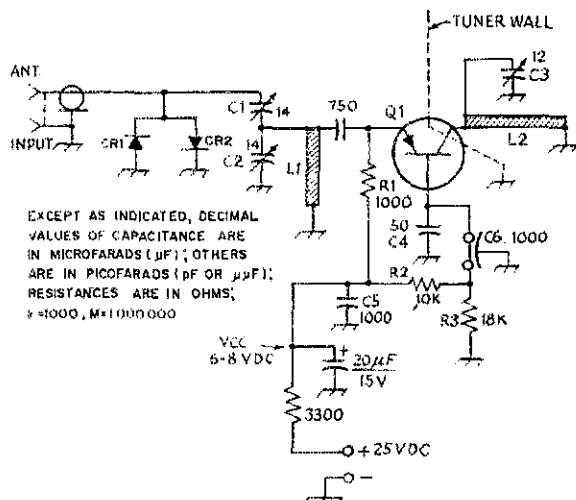 TUNER WALL
ANT.
INPUT
CR1
CR2
C1
14
14
C2
L1
750
Q1
12
C3
L2
R1
1000
50
C4
C6 1000
EXCEPT AS INDICATED, DECIMAL
VALUES OF CAPACITANCE ARE
IN MICROFARADS (μF); OTHERS
ARE IN PICOFARADS (pF OR μμF);
RESISTANCES ARE IN OHMS;
k=1000, M=1000000
C5
1000
R2
10K
R3
18K
VCC
6-8 VDC
+
20μF
15V
3300
+ 25VDC
-